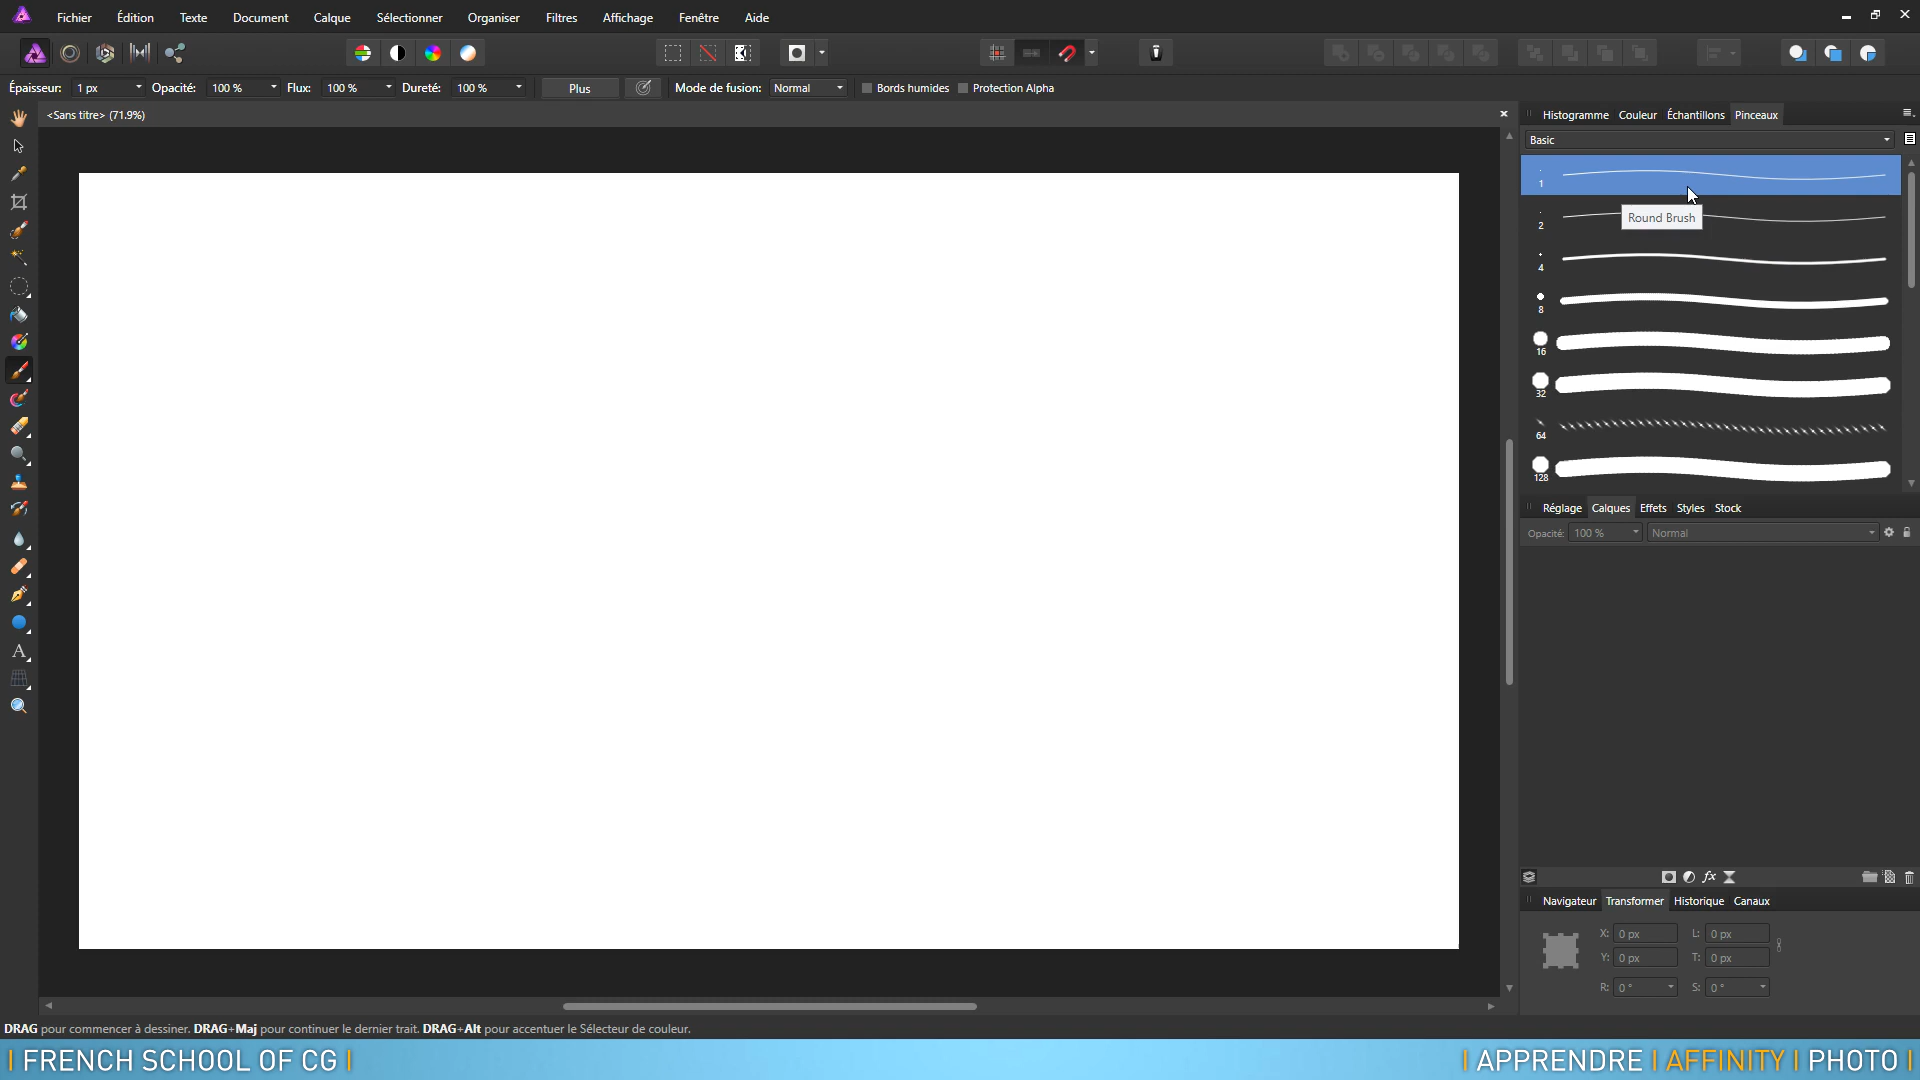 Fichier Édition Texte Document Calque Sélectionner Organiser Filtres Affichage Fenêtre Aide
Épaisseur: 1 px Opacité: 100 % Flux: 100 % Dureté: 100 % Plus Mode de fusion: Normal Bords humides Protection Alpha
<Sans titre> (71.9%)
Histogramme Couleur Échantillons Pinceaux
Basic
1
Round Brush
2
4
8
16
32
64
128
Réglage Calques Effets Styles Stock
Opacité: 100 % Normal
Navigateur Transformer Historique Canaux
X: 0 px L: 0 px
Y: 0 px T: 0 px
R: 0 ° S: 0 °
DRAG pour commencer à dessiner. DRAG+Maj pour continuer le dernier trait. DRAG+Alt pour accentuer le Sélecteur de couleur.
| FRENCH SCHOOL OF CG | | APPRENDRE | AFFINITY | PHOTO |